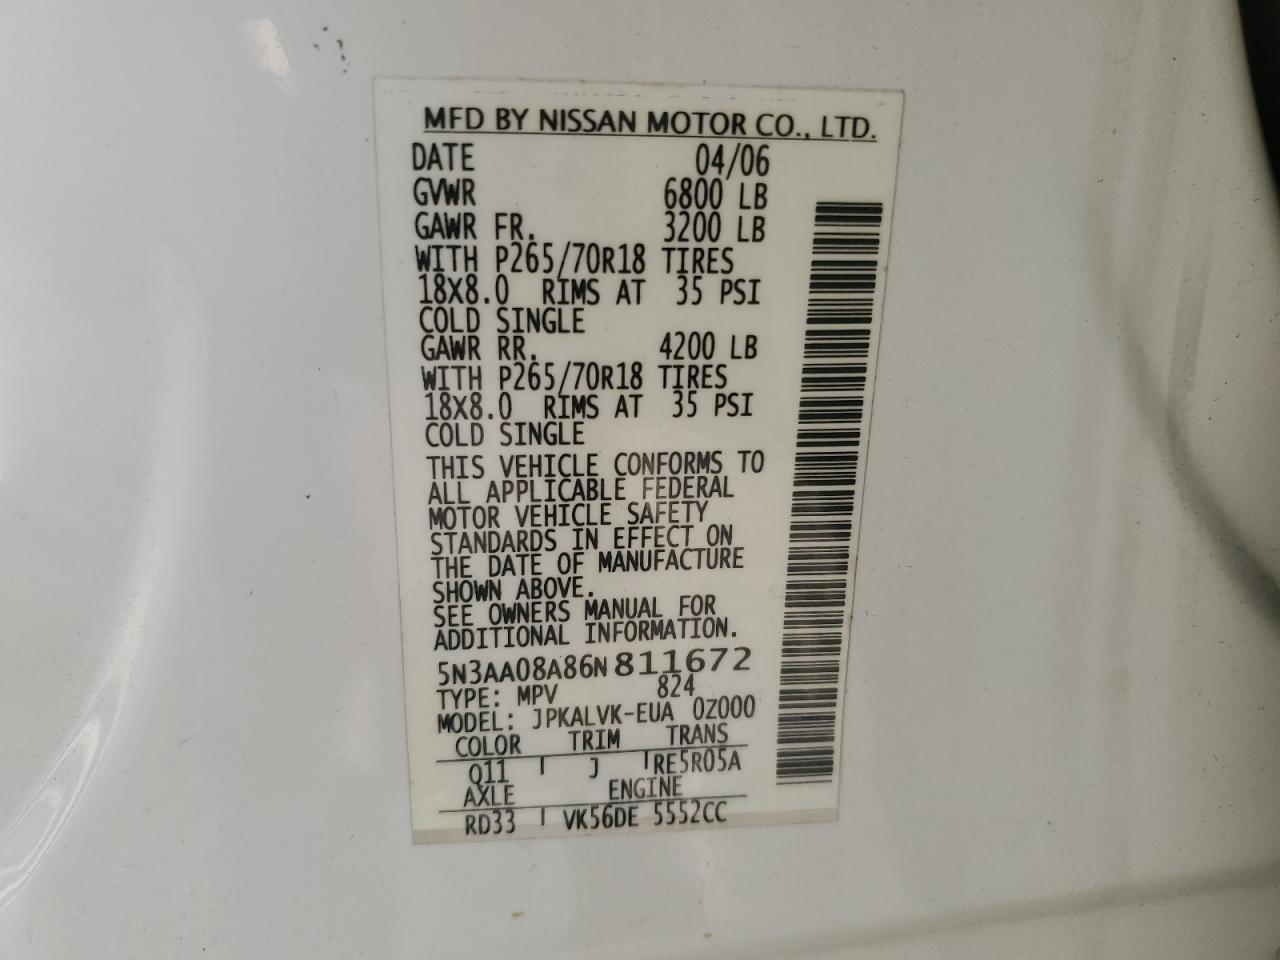 MFD BY NISSAN MOTOR CO., LTD.
DATE 04/06
GVWR 6800 LB
GAWR FR. 3200 LB
WITH P265/70R18 TIRES
18X8.0 RIMS AT 35 PSI
COLD SINGLE
GAWR RR. 4200 LB
WITH P265/70R18 TIRES
18X8.0 RIMS AT 35 PSI
COLD SINGLE
THIS VEHICLE CONFORMS TO
ALL APPLICABLE FEDERAL
MOTOR VEHICLE SAFETY
STANDARDS IN EFFECT ON
THE DATE OF MANUFACTURE
SHOWN ABOVE.
SEE OWNERS MANUAL FOR
ADDITIONAL INFORMATION.
5N3AA08A86N811672
TYPE: MPV 824
MODEL: JPKALVK-EUA 0Z000
COLOR TRIM TRANS
Q11 J RE5R05A
AXLE ENGINE
RD33 VK56DE 5552CC